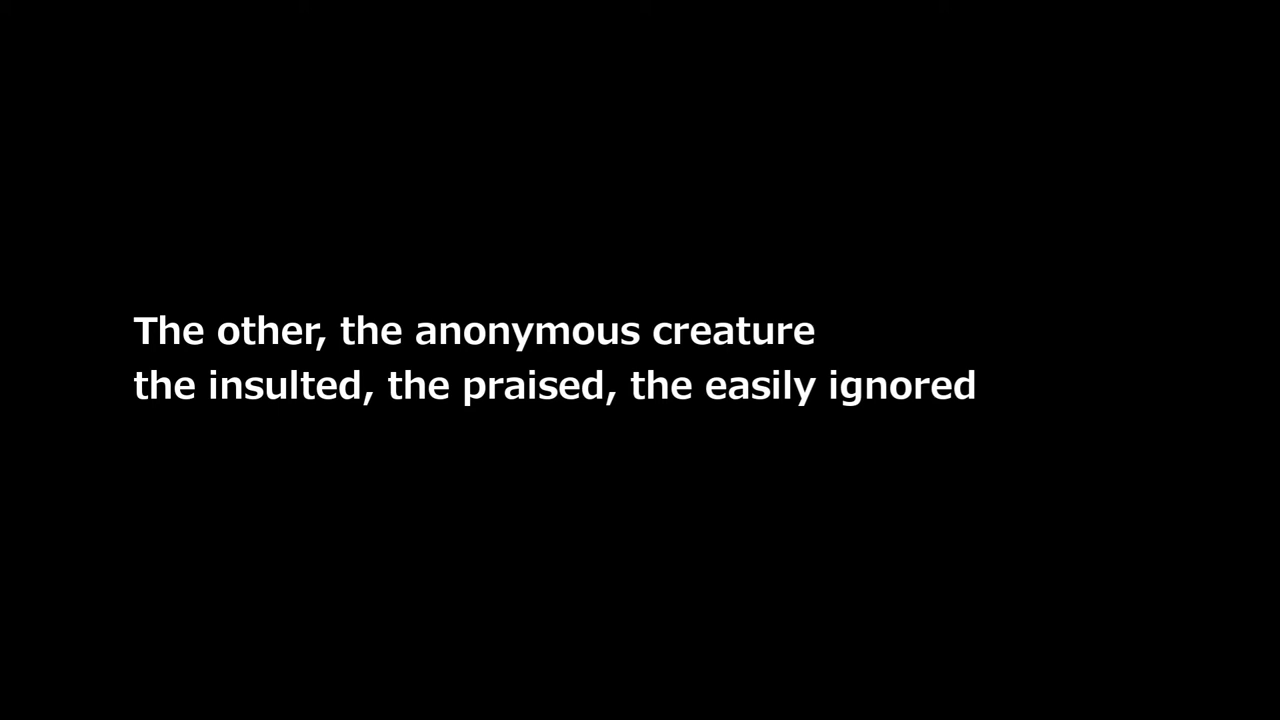 The other, the anonymous creature
the insulted, the praised, the easily ignored